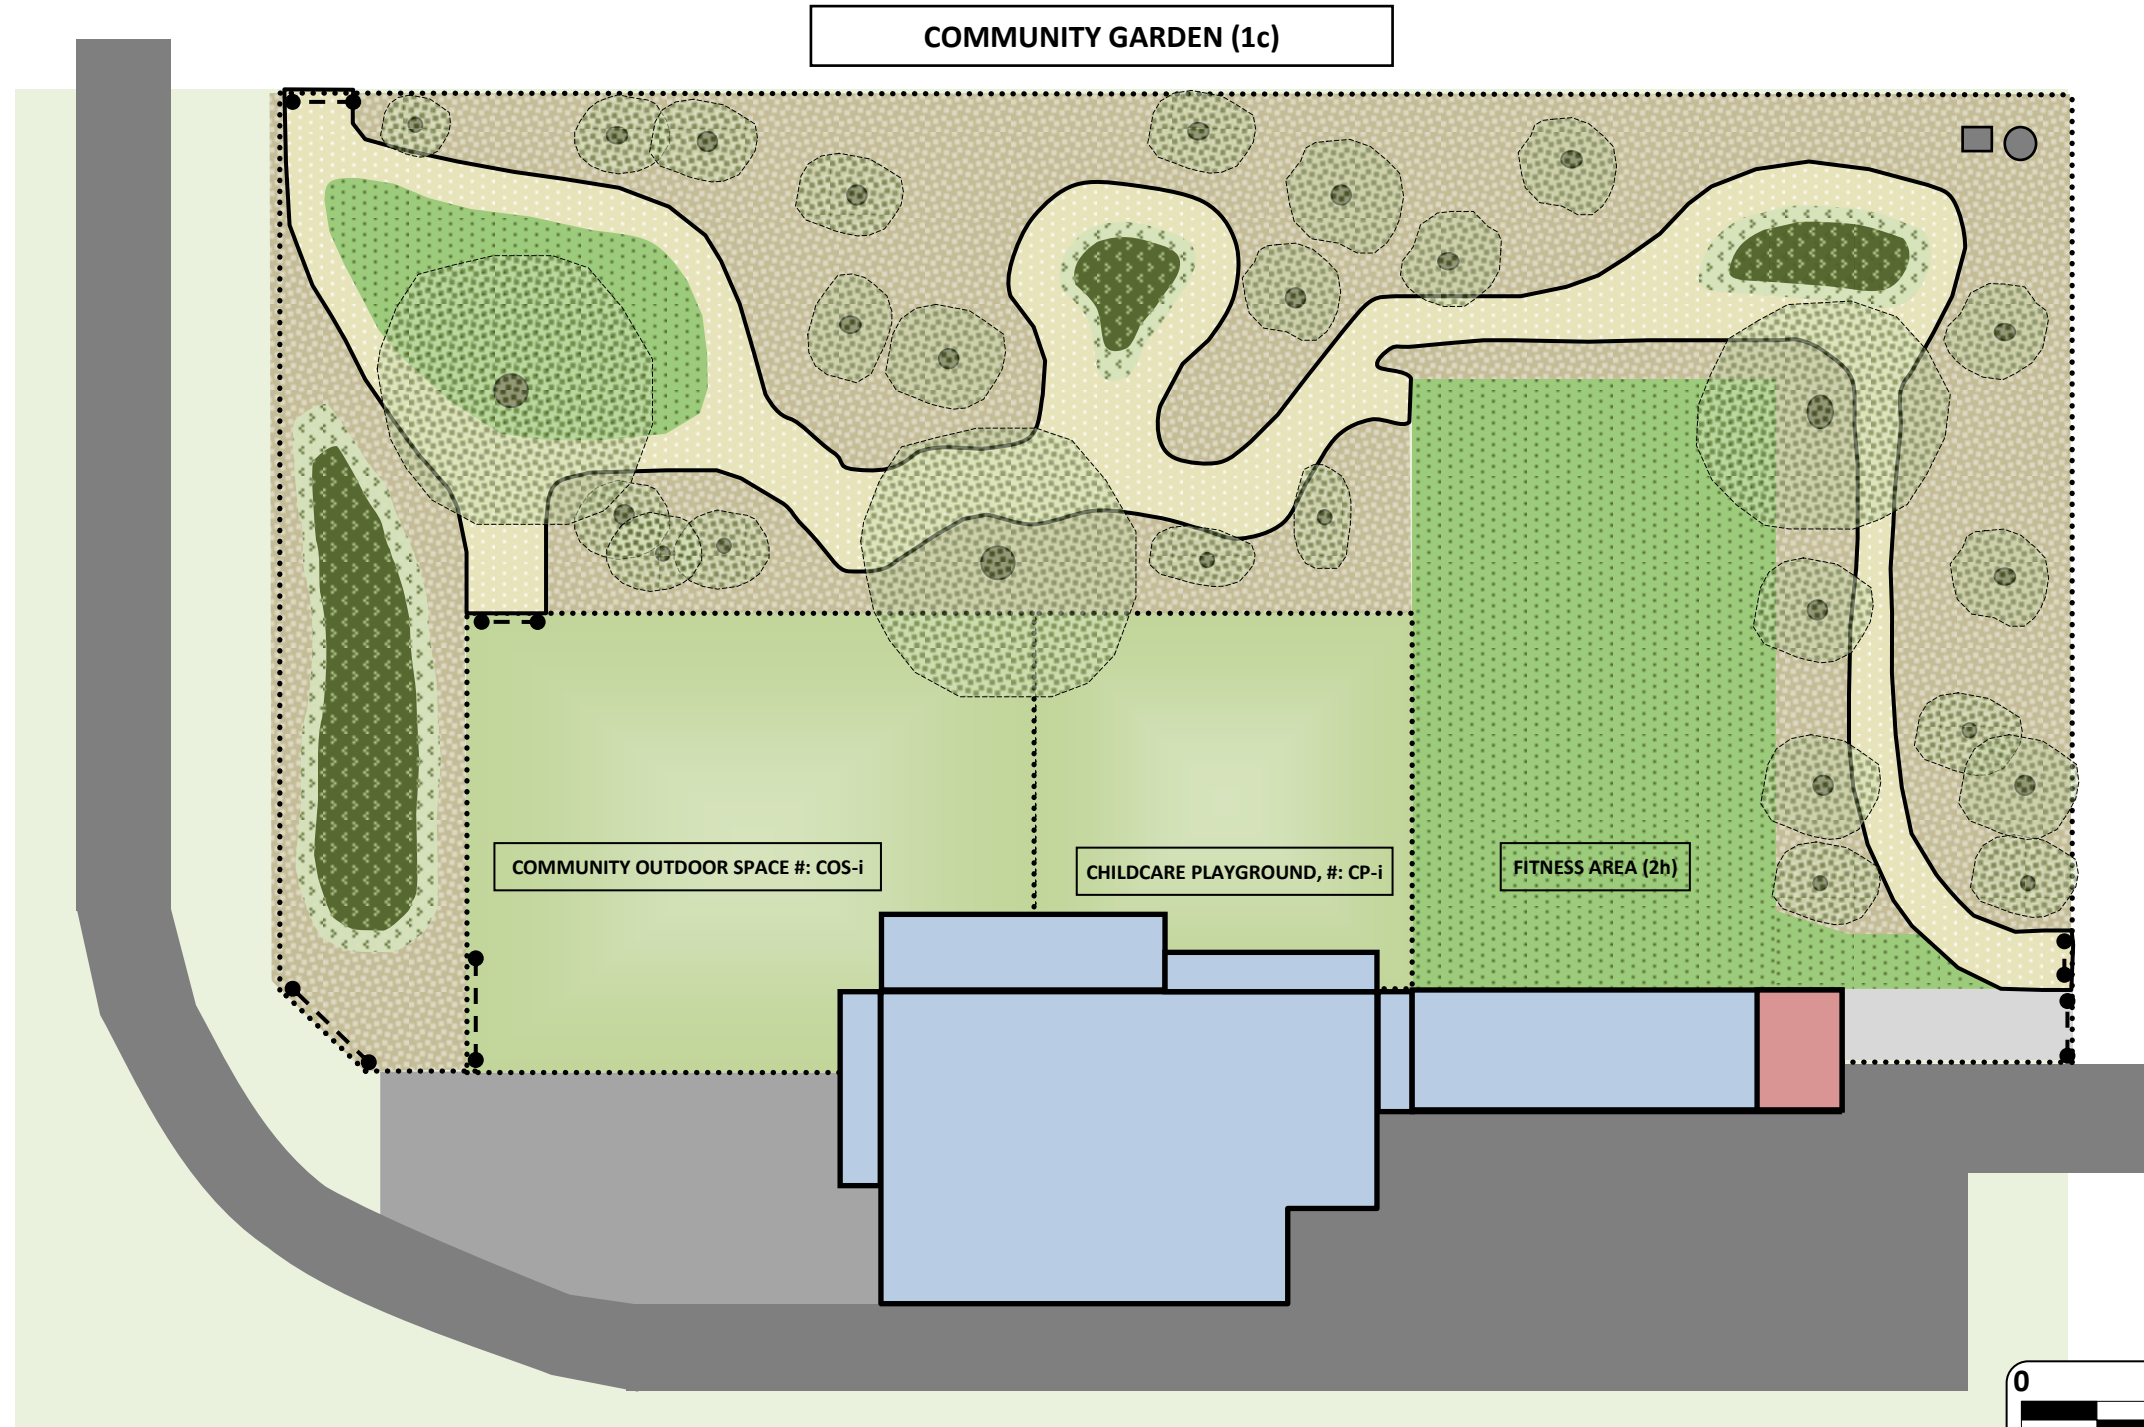 COMMUNITY GARDEN (1c)
COMMUNITY OUTDOOR SPACE #: COS-i
CHILDCARE PLAYGROUND, #: CP-i
FITNESS AREA (2h)
0